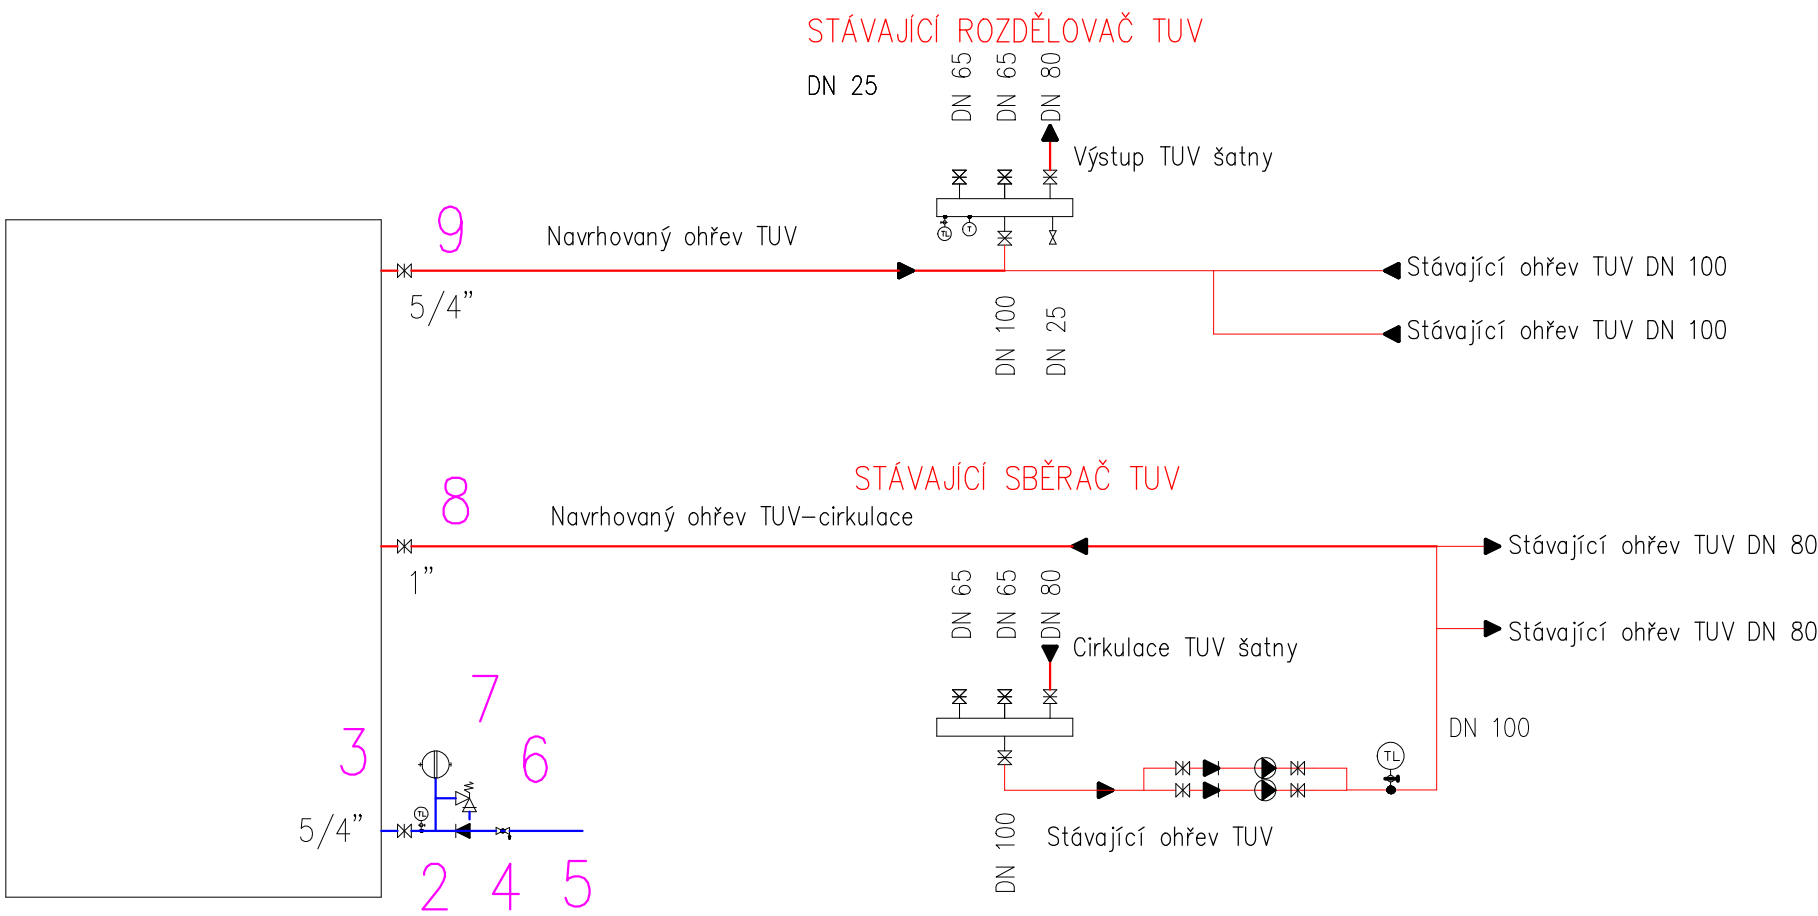 STÁVAJÍCÍ ROZDĚLOVAČ TUV
DN 25
DN 65
DN 65
DN 80
Výstup TUV šatny
9
Navrhovaný ohřev TUV
TL
T
5/4”
Stávající ohřev TUV DN 100
DN 100
DN 25
Stávající ohřev TUV DN 100
STÁVAJÍCÍ SBĚRAČ TUV
8
Navrhovaný ohřev TUV-cirkulace
1”
Stávající ohřev TUV DN 80
DN 65
DN 65
DN 80
Cirkulace TUV šatny
Stávající ohřev TUV DN 80
7
3
6
DN 100
TL
TL
5/4”
DN 100
Stávající ohřev TUV
2
4
5